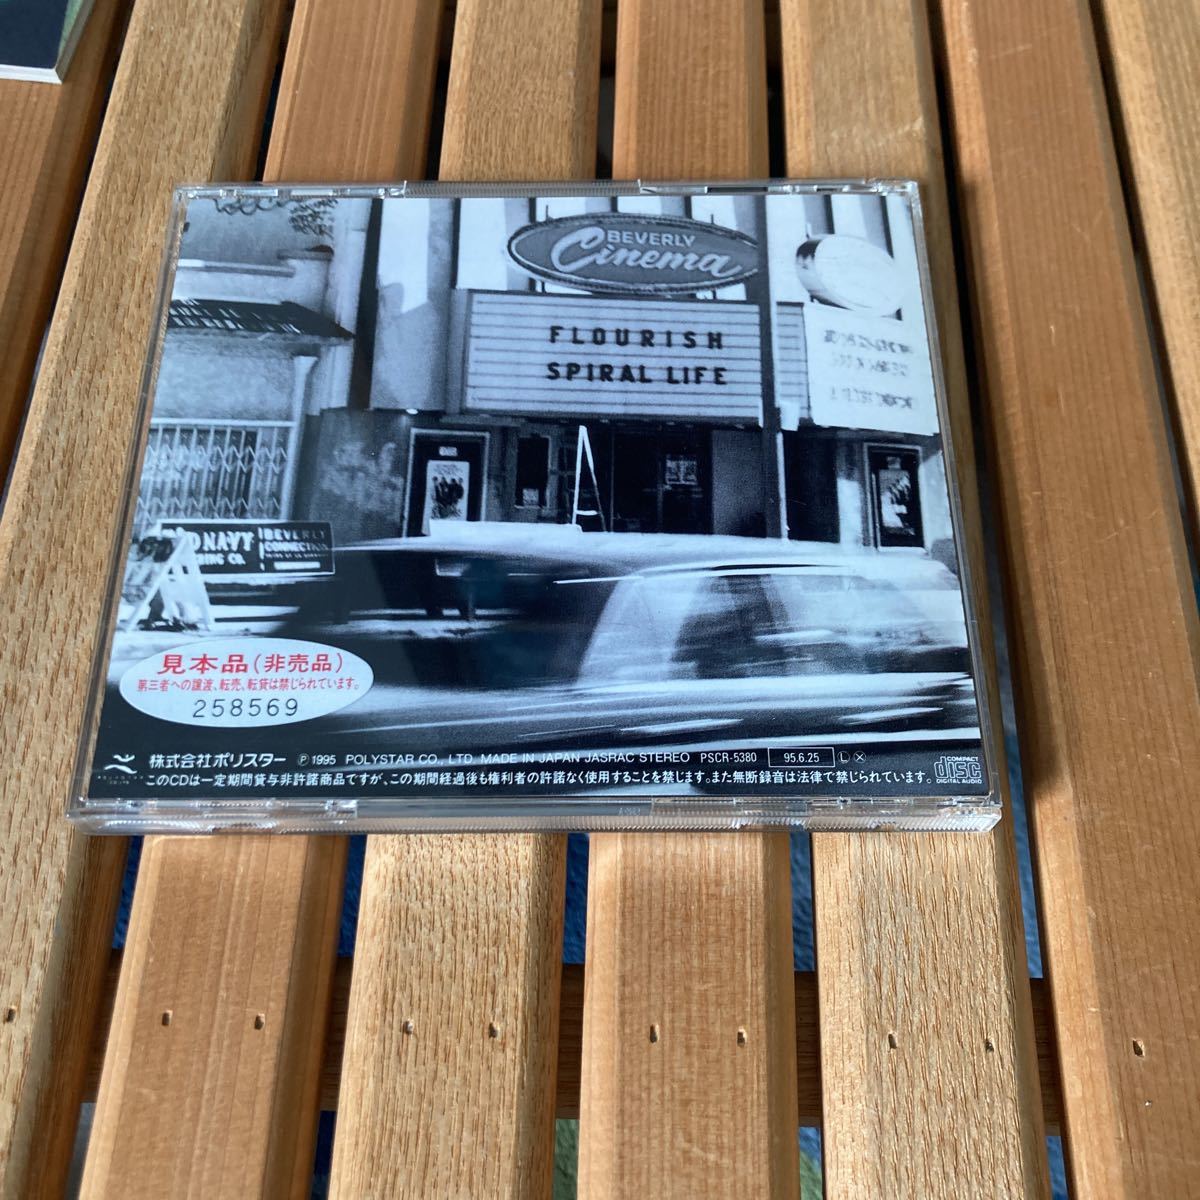 BEVERLY
Cinema
FLOURISH
SPIRAL LIFE
NAVY
BEVERLY
CONNECTION
見本品(非売品)
第三者への譲渡、転売、転貸は禁じられています。
258569
株式会社ポリスター ℗1995 POLYSTAR CO., LTD. MADE IN JAPAN JASRAC STEREO PSCR-5380 95.6.25 Ⓛ Ⓧ
このCDは一定期間貸与非許諾商品ですが、この期間経過後も権利者の許諾なく使用することを禁じます。また無断録音は法律で禁じられています。
COMPACT
disc
DIGITAL AUDIO